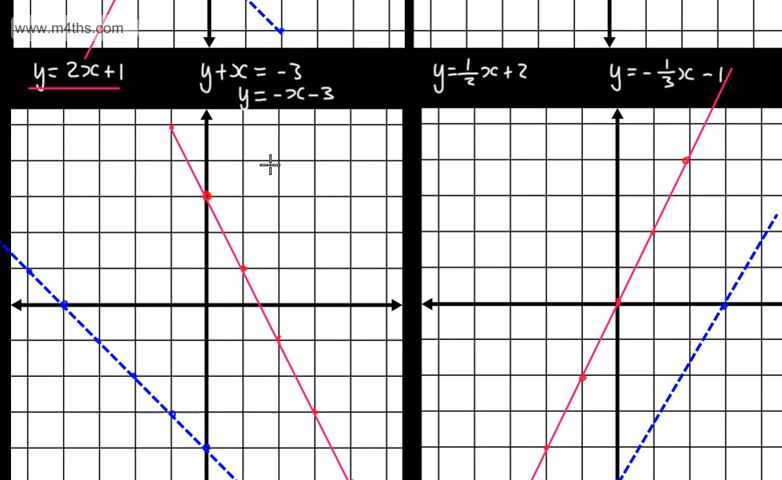 www.m4ths.com
y = 2x+1
y+x = -3
y = -x-3
y=½x+2
y=-⅓x-1